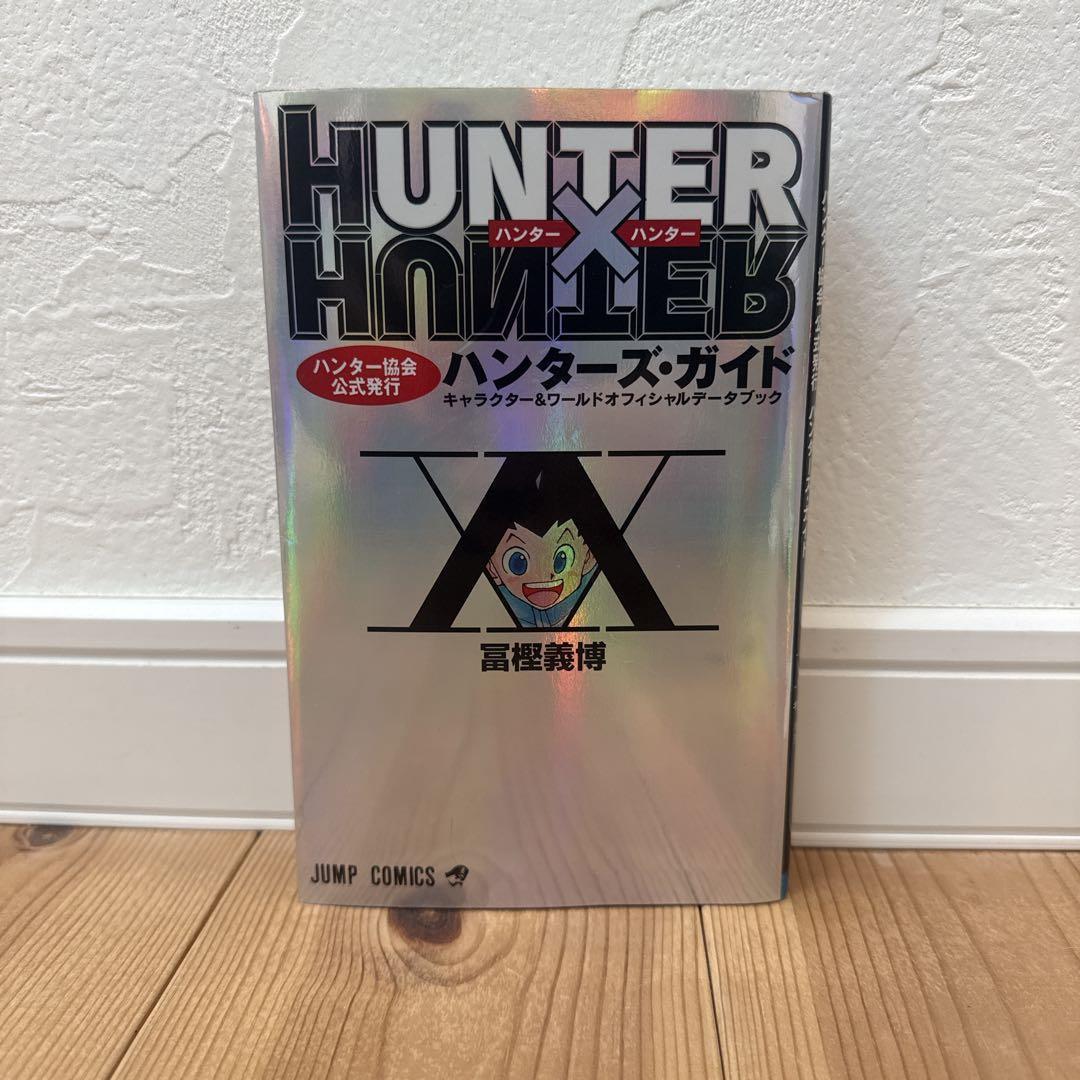 HUNTER
ハンター×ハンター
HUNTER
ハンター協会
公式発行
ハンターズ・ガイド
キャラクター&ワールドオフィシャルデータブック
冨樫義博
JUMP COMICS